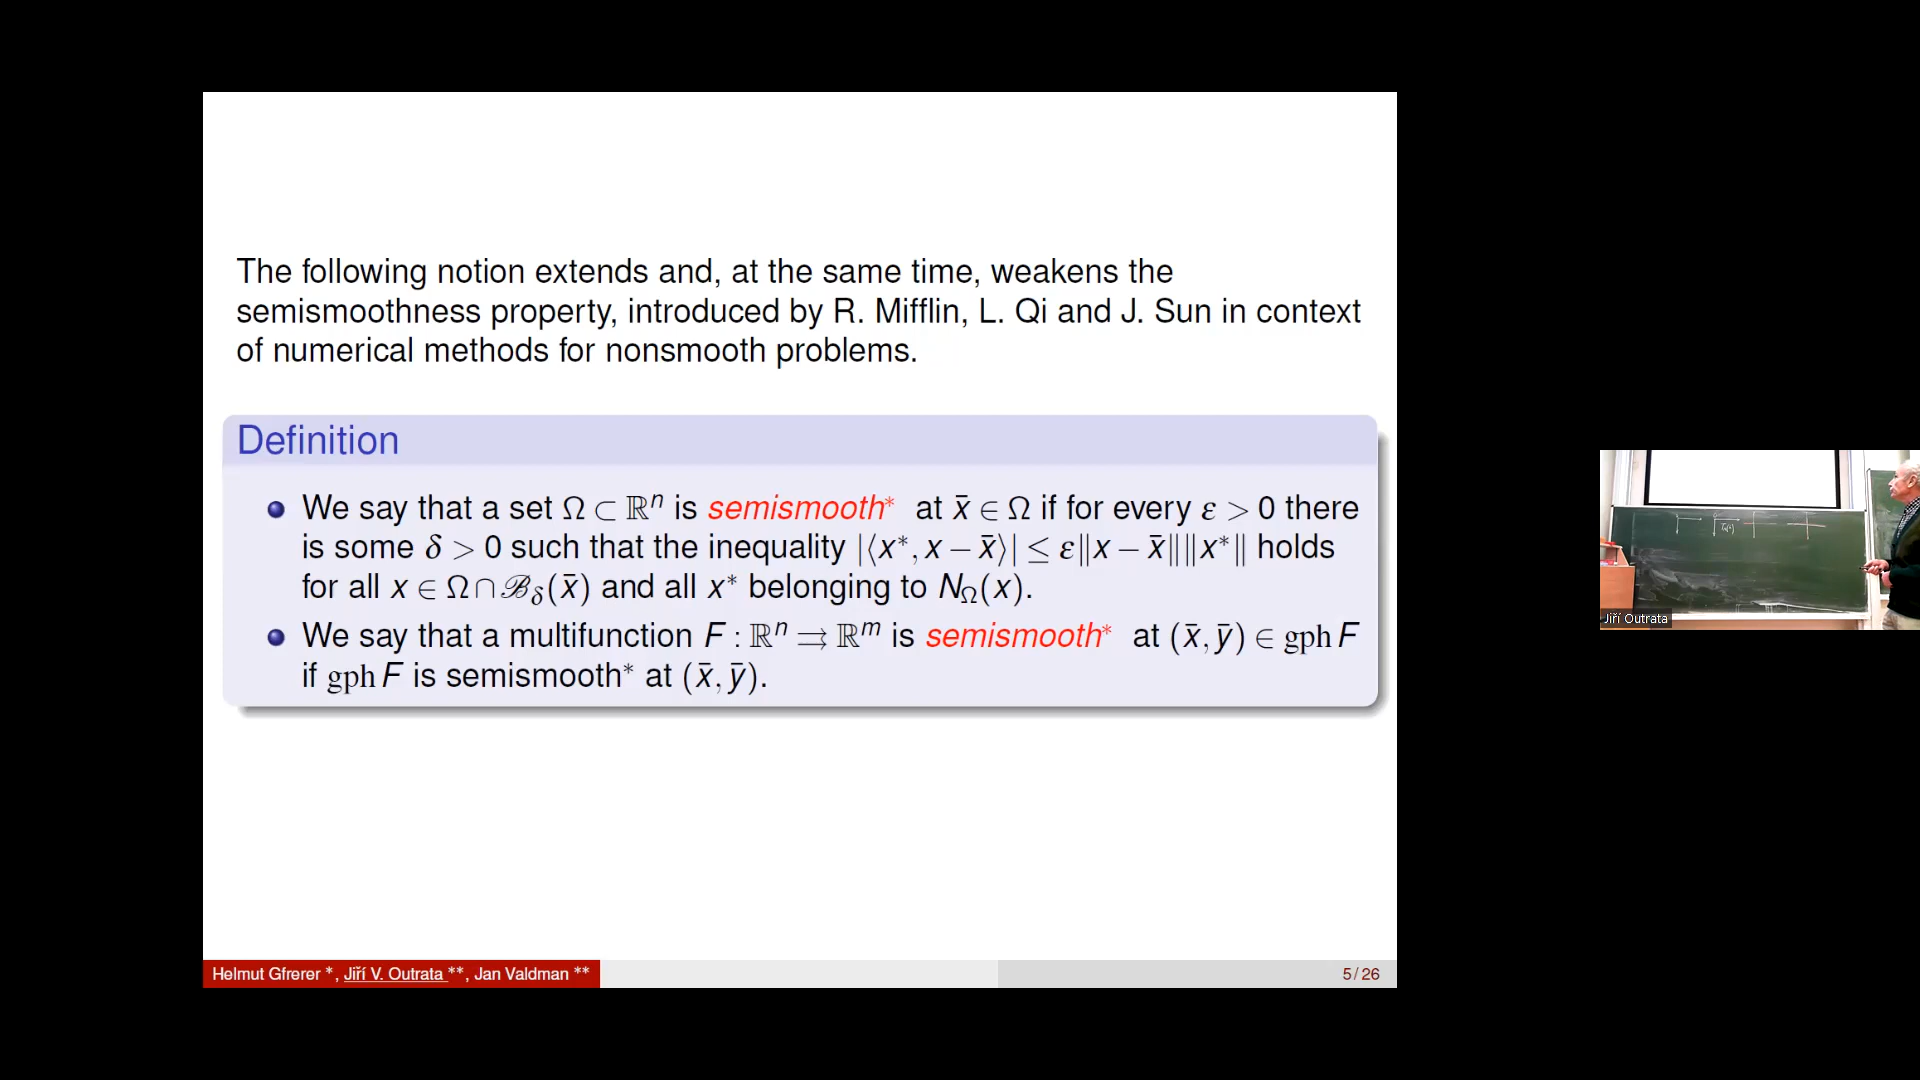 The following notion extends and, at the same time, weakens the
semismoothness property, introduced by R. Mifflin, L. Qi and J. Sun in context
of numerical methods for nonsmooth problems.
Definition
We say that a set Ω ⊂ ℝⁿ is semismooth* at x̄ ∈ Ω if for every ε > 0 there
is some δ > 0 such that the inequality |⟨x*, x − x̄⟩| ≤ ε‖x − x̄‖‖x*‖ holds
for all x ∈ Ω ∩ ℬ_δ(x̄) and all x* belonging to N_Ω(x).
We say that a multifunction F : ℝⁿ ⇉ ℝᵐ is semismooth* at (x̄, ȳ) ∈ gph F
if gph F is semismooth* at (x̄, ȳ).
Helmut Gfrerer *, Jiří V. Outrata **, Jan Valdman **
5 / 26
Jiří Outrata